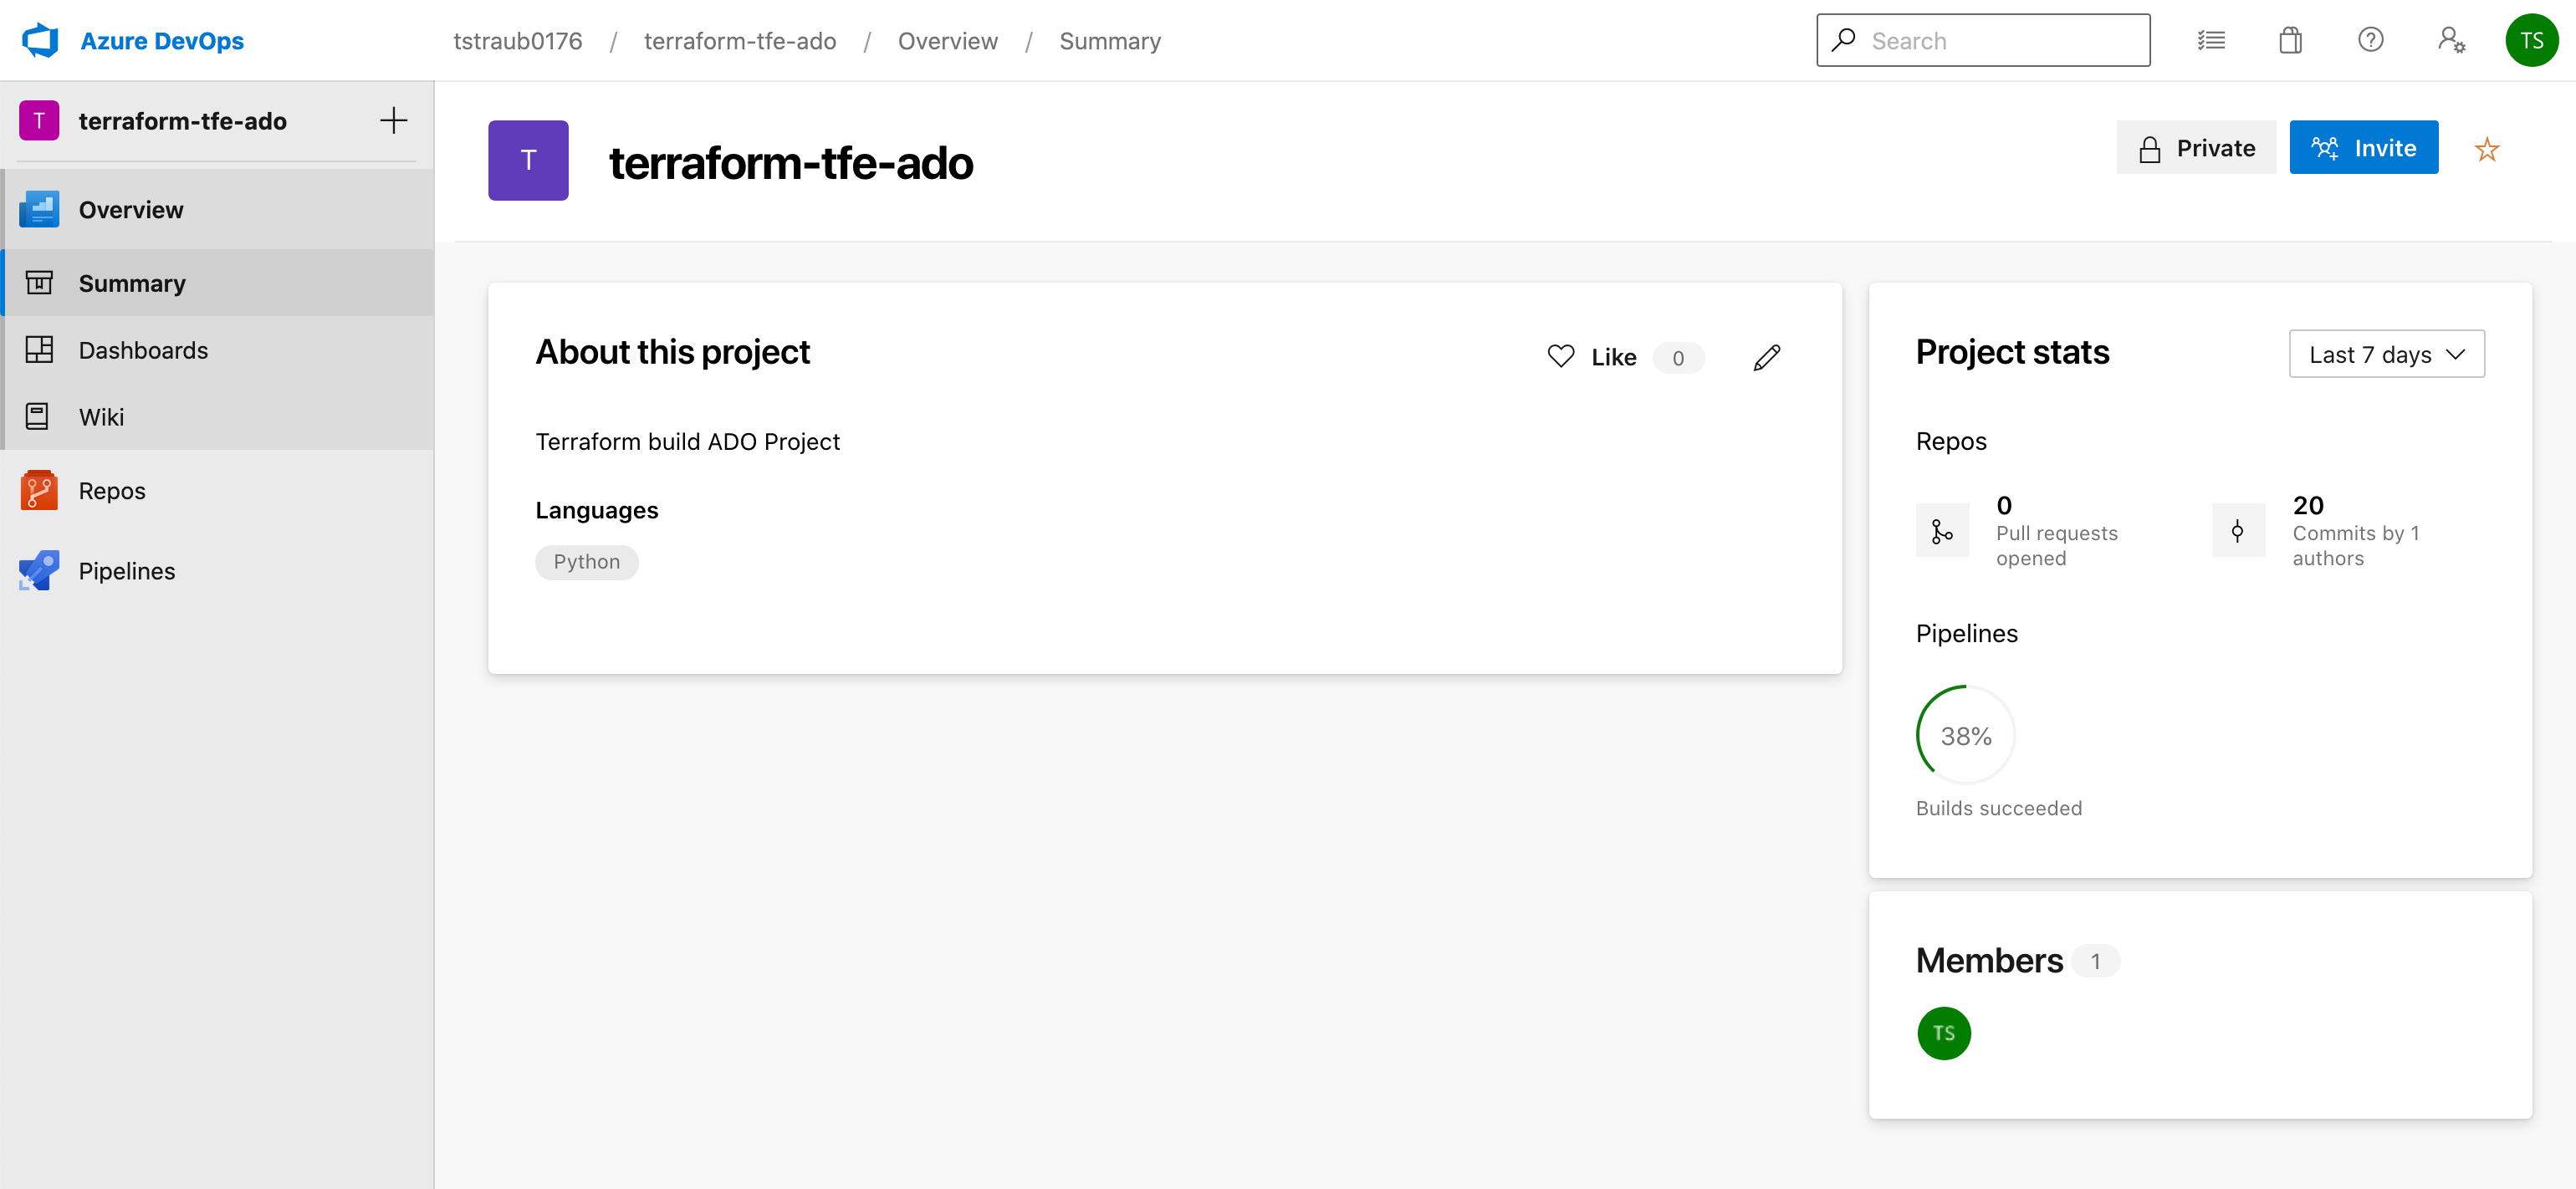 Azure DevOps
tstraub0176 / terraform-tfe-ado / Overview / Summary
Search
TS
T terraform-tfe-ado
Overview
Summary
Dashboards
Wiki
Repos
Pipelines
T terraform-tfe-ado
Private
Invite
About this project
Like 0
Terraform build ADO Project
Languages
Python
Project stats
Last 7 days
Repos
0
Pull requests
opened
20
Commits by 1
authors
Pipelines
38%
Builds succeeded
Members 1
TS